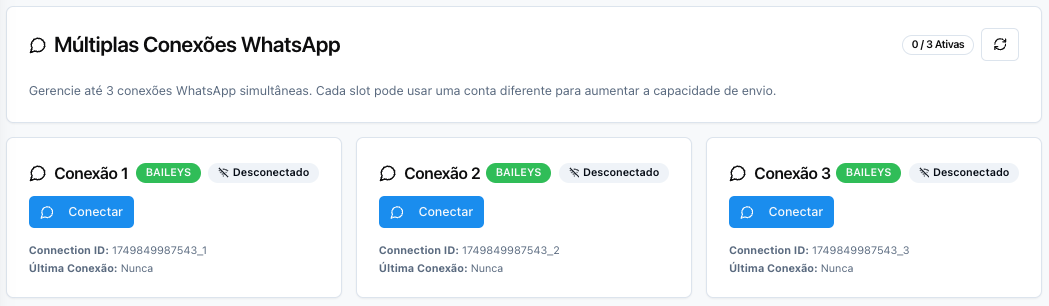 Múltiplas Conexões WhatsApp
0 / 3 Ativas
Gerencie até 3 conexões WhatsApp simultâneas. Cada slot pode usar uma conta diferente para aumentar a capacidade de envio.
Conexão 1 BAILEYS Desconectado
Conectar
Connection ID: 1749849987543_1
Última Conexão: Nunca
Conexão 2 BAILEYS Desconectado
Conectar
Connection ID: 1749849987543_2
Última Conexão: Nunca
Conexão 3 BAILEYS Desconectado
Conectar
Connection ID: 1749849987543_3
Última Conexão: Nunca